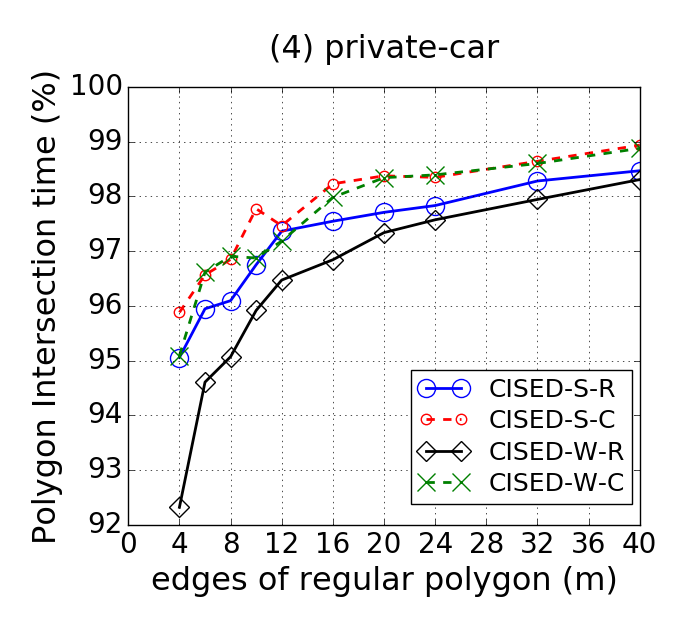 (4) private-car
Polygon Intersection time (%)
100
99
98
97
96
95
94
93
92
0 4 8 12 16 20 24 28 32 36 40
edges of regular polygon (m)
CISED-S-R
CISED-S-C
CISED-W-R
CISED-W-C